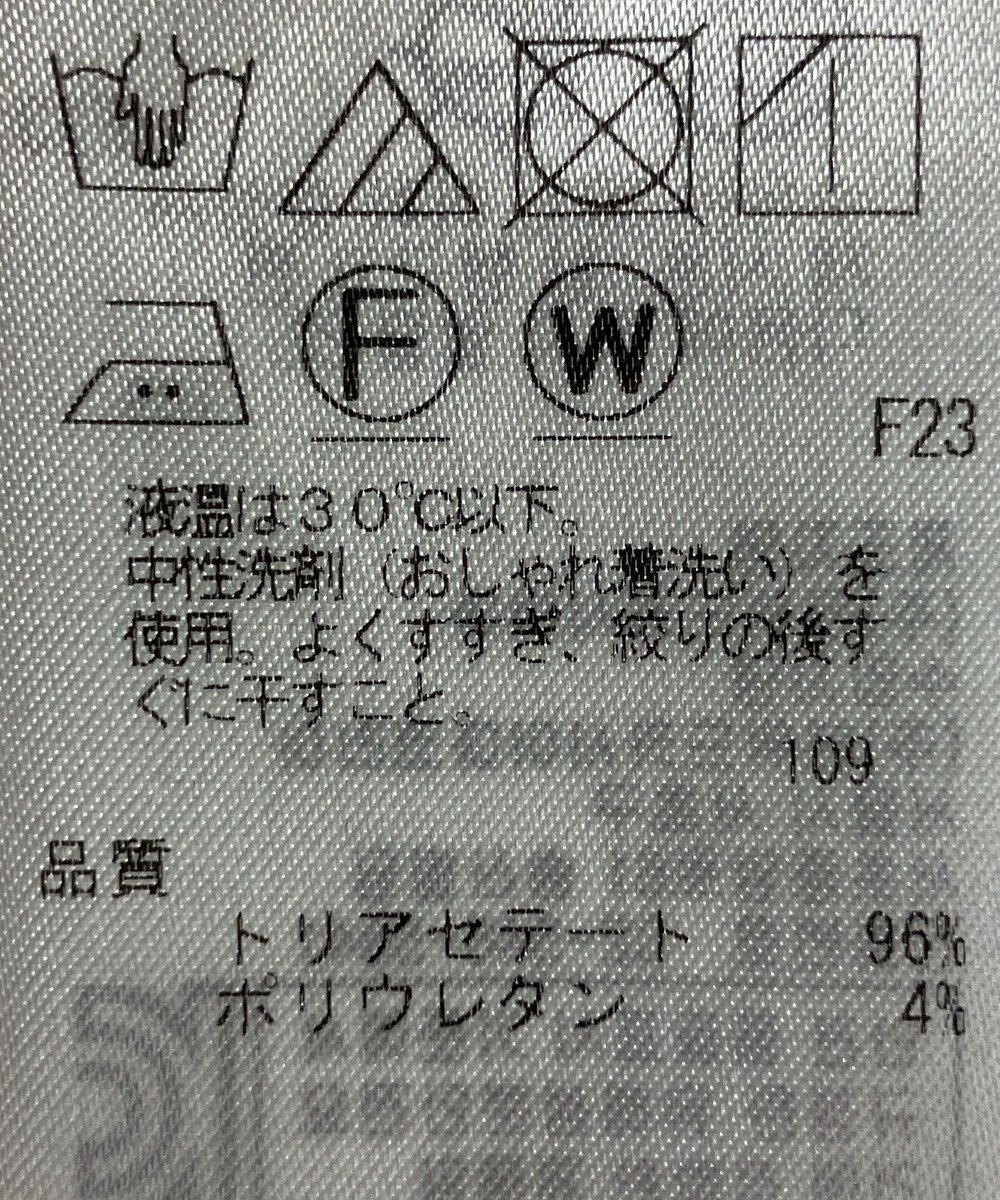 F
W
F23
液温は30℃以下。
中性洗剤（おしゃれ着洗い）を
使用。よくすすぎ、絞りの後す
ぐに干すこと。
109
品質
トリアセテート 96%
ポリウレタン 4%